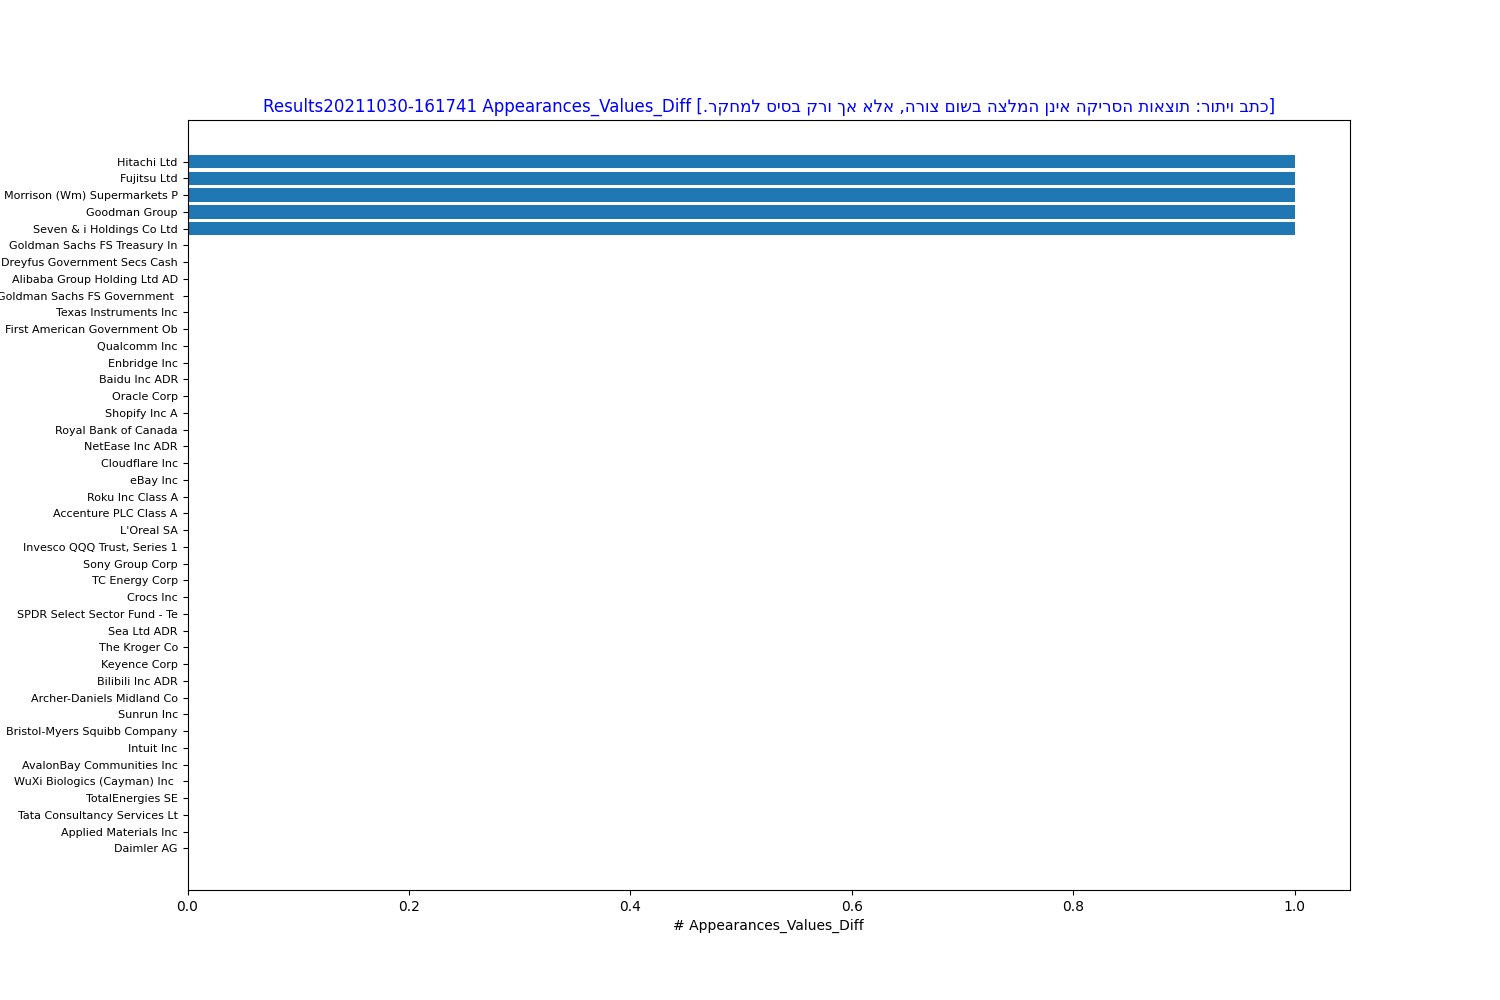 Results20211030-161741 Appearances_Values_Diff [כתב ויתור: תוצאות הסריקה אינן המלצה בשום צורה, אלא אך ורק בסיס למחקר.]
Hitachi Ltd
Fujitsu Ltd
Morrison (Wm) Supermarkets P
Goodman Group
Seven & i Holdings Co Ltd
Goldman Sachs FS Treasury In
Dreyfus Government Secs Cash
Alibaba Group Holding Ltd AD
Goldman Sachs FS Government
Texas Instruments Inc
First American Government Ob
Qualcomm Inc
Enbridge Inc
Baidu Inc ADR
Oracle Corp
Shopify Inc A
Royal Bank of Canada
NetEase Inc ADR
Cloudflare Inc
eBay Inc
Roku Inc Class A
Accenture PLC Class A
L'Oreal SA
Invesco QQQ Trust, Series 1
Sony Group Corp
TC Energy Corp
Crocs Inc
SPDR Select Sector Fund - Te
Sea Ltd ADR
The Kroger Co
Keyence Corp
Bilibili Inc ADR
Archer-Daniels Midland Co
Sunrun Inc
Bristol-Myers Squibb Company
Intuit Inc
AvalonBay Communities Inc
WuXi Biologics (Cayman) Inc
TotalEnergies SE
Tata Consultancy Services Lt
Applied Materials Inc
Daimler AG
0.0 0.2 0.4 0.6 0.8 1.0
# Appearances_Values_Diff